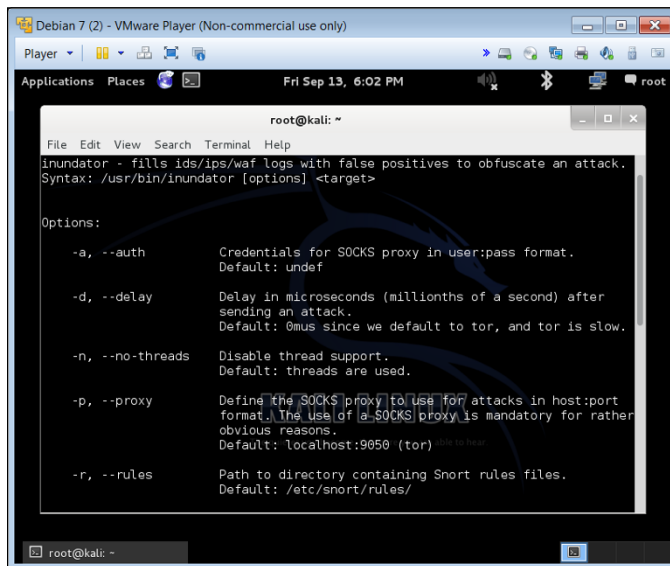 Debian 7 (2) - VMware Player (Non-commercial use only)
Player
Applications Places Fri Sep 13, 6:02 PM root
root@kali: ~
File Edit View Search Terminal Help
inundator - fills ids/ips/waf logs with false positives to obfuscate an attack.
Syntax: /usr/bin/inundator [options] <target>
Options:
-a, --auth Credentials for SOCKS proxy in user:pass format.
Default: undef
-d, --delay Delay in microseconds (millionths of a second) after
sending an attack.
Default: 0mus since we default to tor, and tor is slow.
-n, --no-threads Disable thread support.
Default: threads are used.
-p, --proxy Define the SOCKS proxy to use for attacks in host:port
format. The use of a SOCKS proxy is mandatory for rather
obvious reasons.
Default: localhost:9050 (tor)
KALI LINUX
able to hear.
-r, --rules Path to directory containing Snort rules files.
Default: /etc/snort/rules/
root@kali: ~